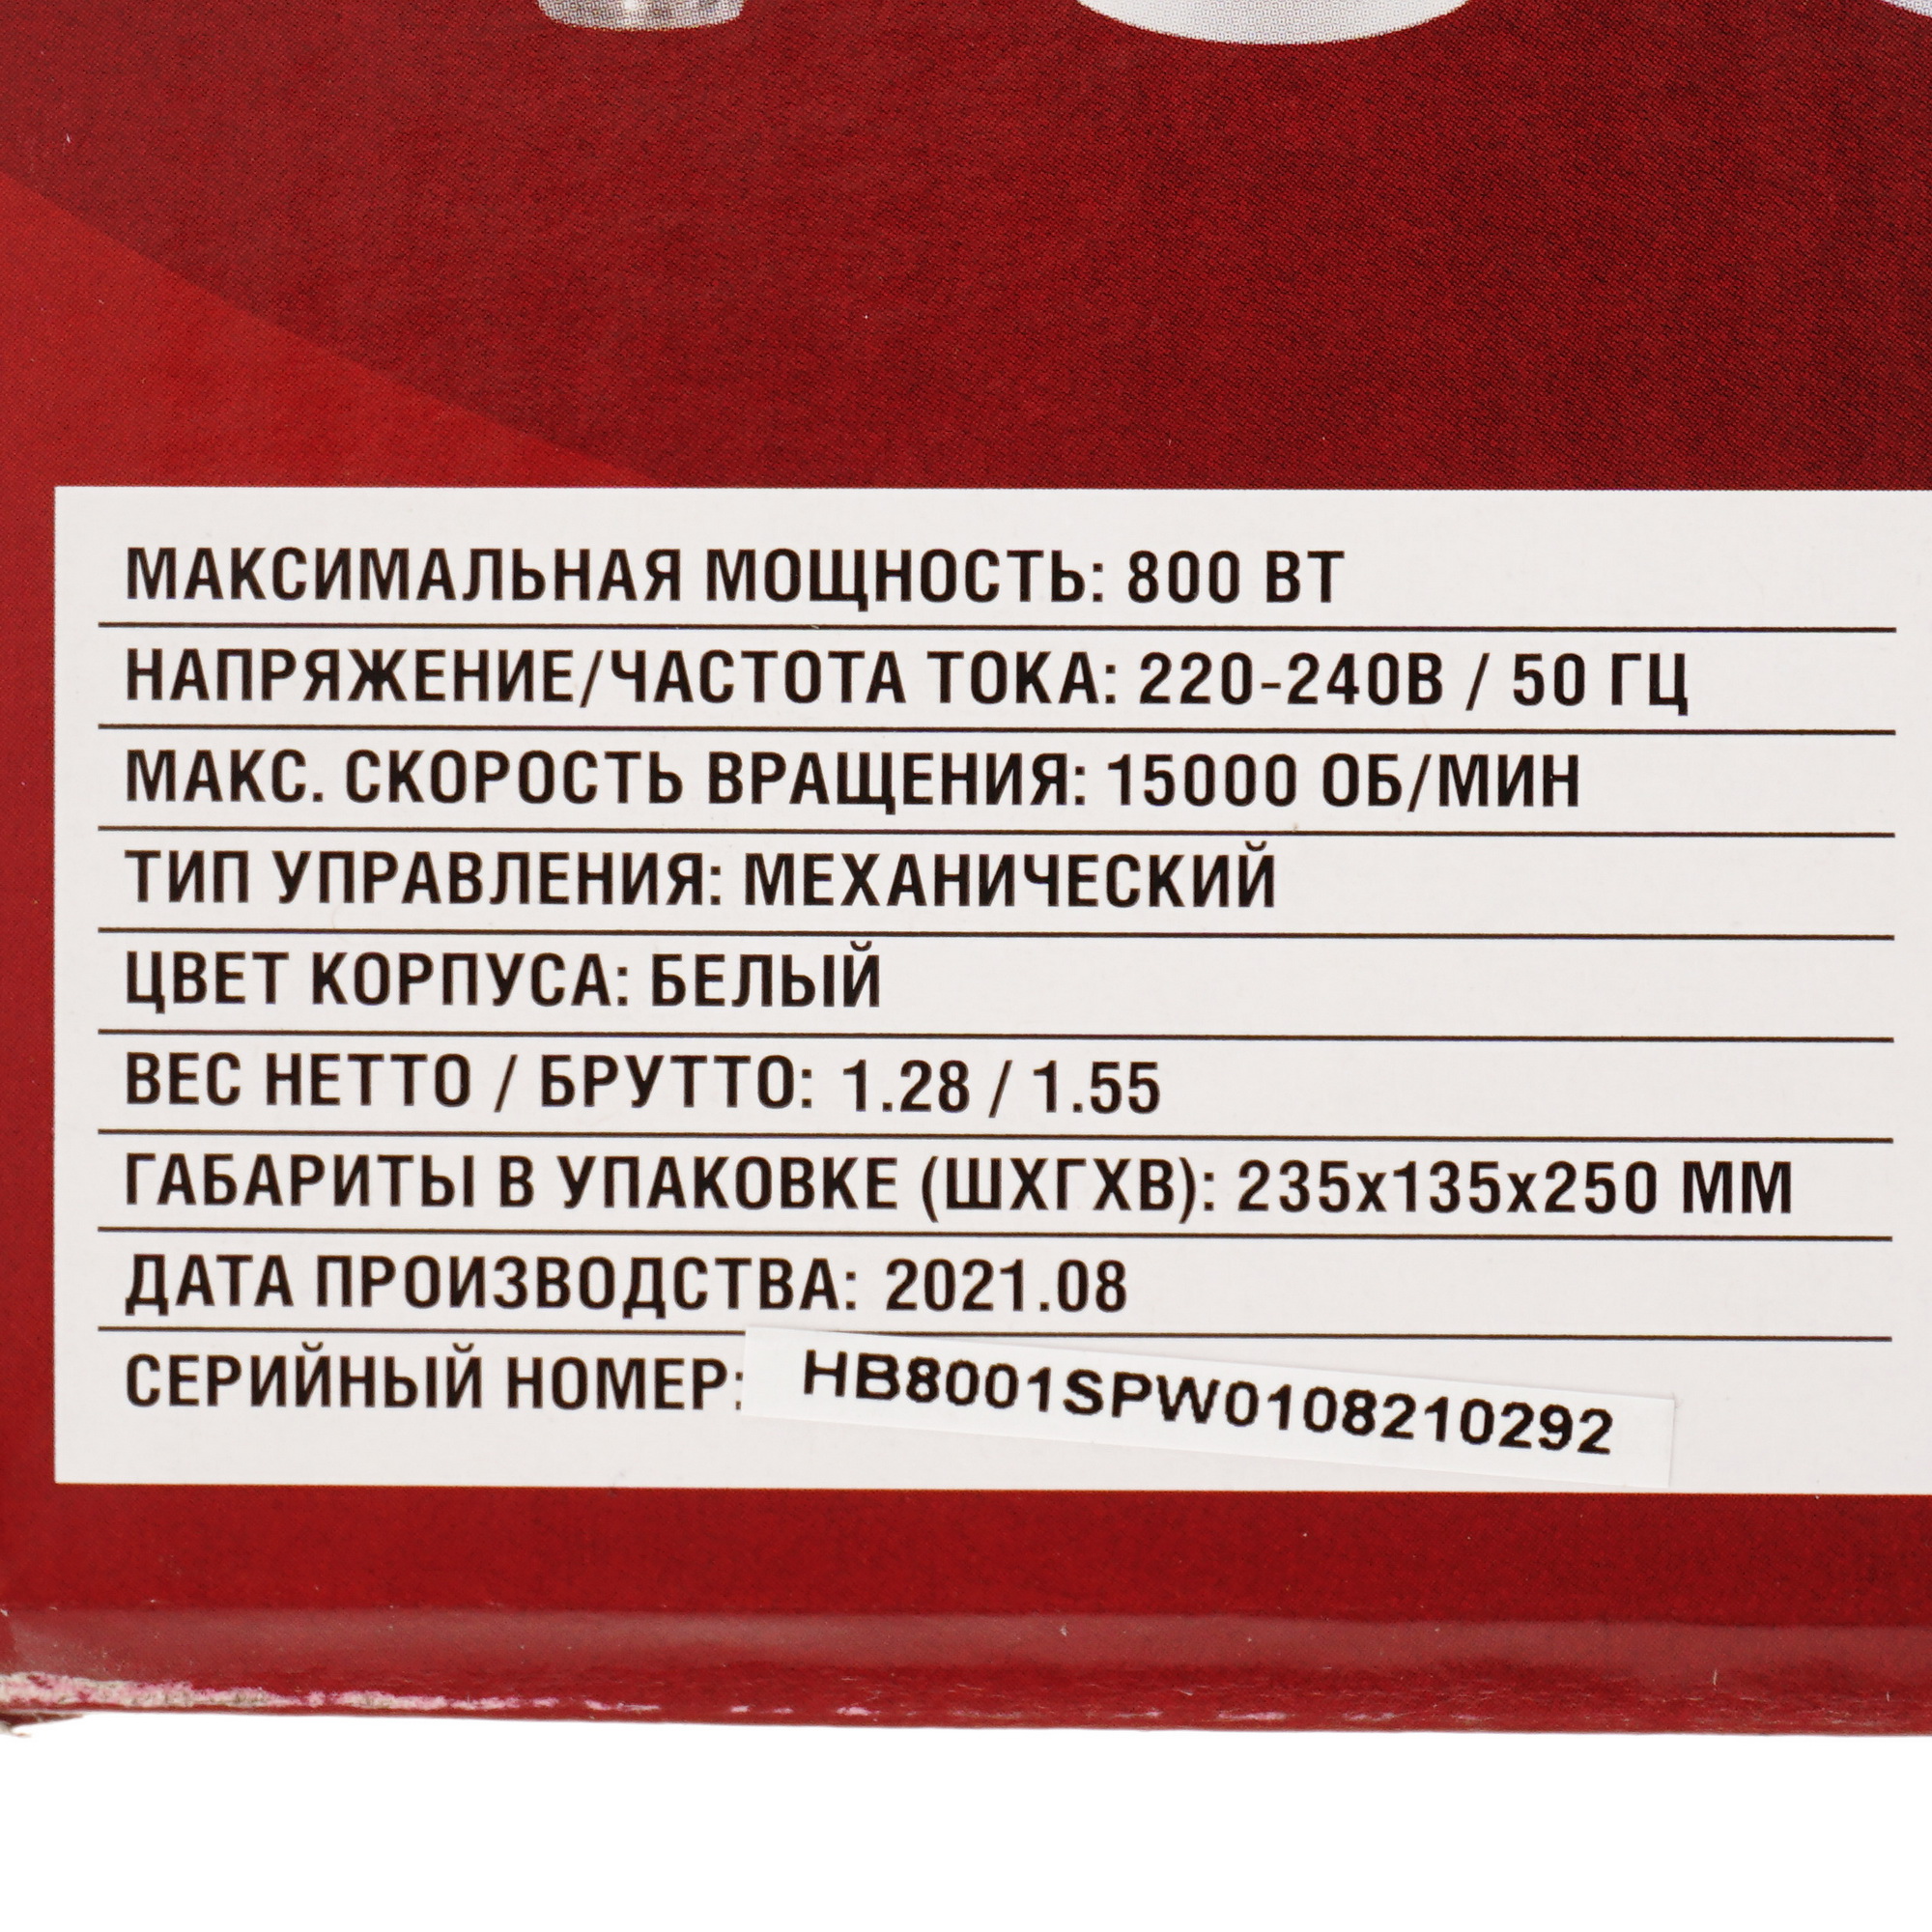 МАКСИМАЛЬНАЯ МОЩНОСТЬ: 800 ВТ
НАПРЯЖЕНИЕ/ЧАСТОТА ТОКА: 220-240В / 50 ГЦ
МАКС. СКОРОСТЬ ВРАЩЕНИЯ: 15000 ОБ/МИН
ТИП УПРАВЛЕНИЯ: МЕХАНИЧЕСКИЙ
ЦВЕТ КОРПУСА: БЕЛЫЙ
ВЕС НЕТТО / БРУТТО: 1.28 / 1.55
ГАБАРИТЫ В УПАКОВКЕ (ШХГХВ): 235x135x250 ММ
ДАТА ПРОИЗВОДСТВА: 2021.08
СЕРИЙНЫЙ НОМЕР: HB8001SPW0108210292